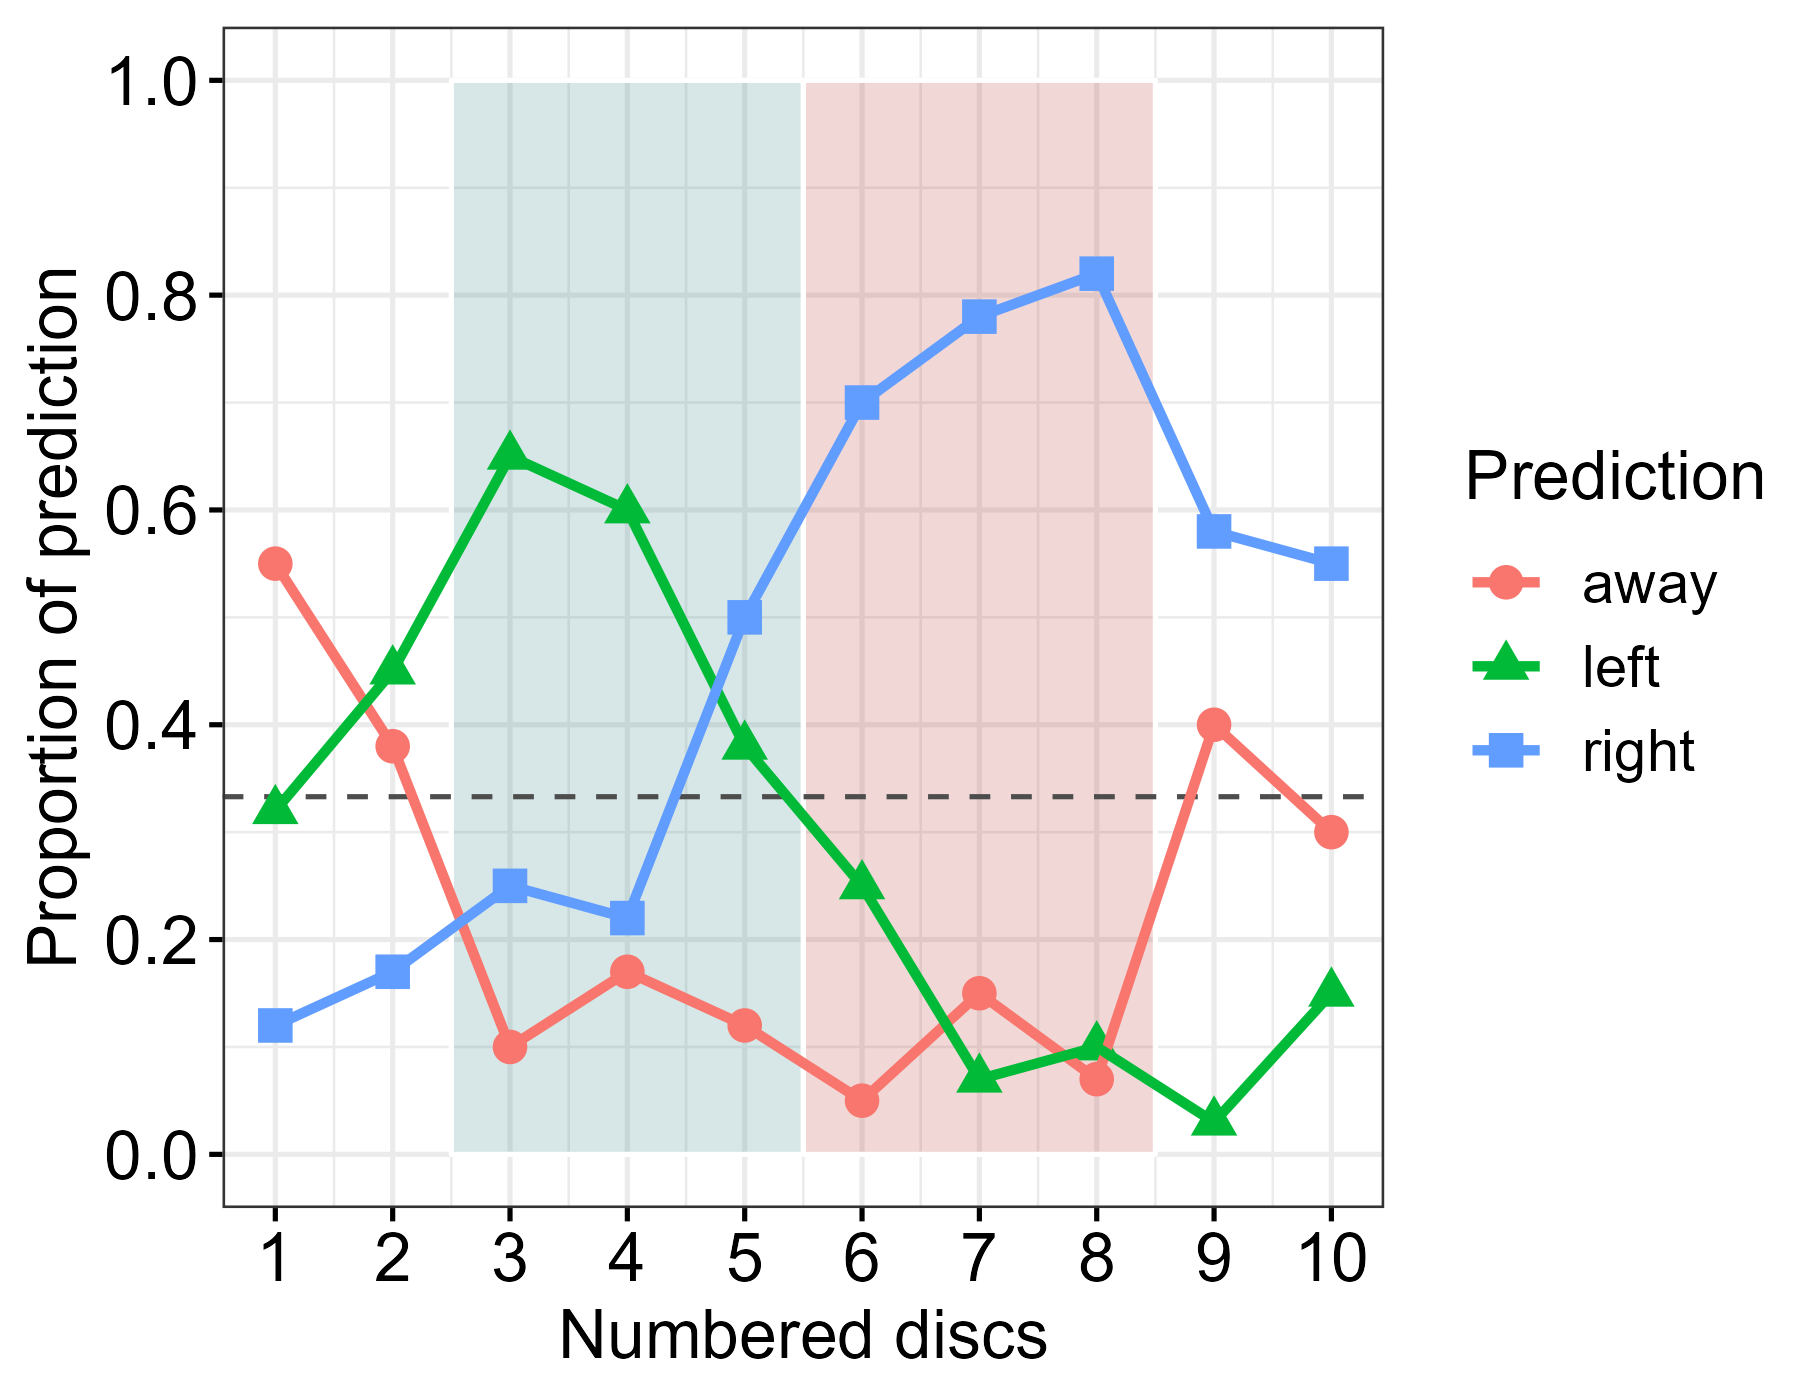 Proportion of prediction
1.0
0.8
0.6
0.4
0.2
0.0
1 2 3 4 5 6 7 8 9 10
Numbered discs
Prediction
away
left
right